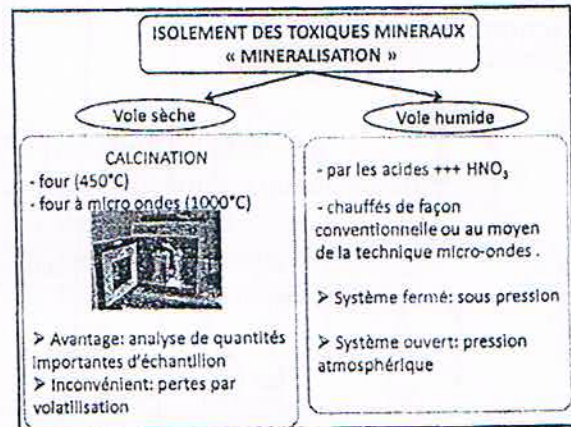 ISOLEMENT DES TOXIQUES MINERAUX
« MINERALISATION »
Voie sèche
CALCINATION
- four (450°C)
- four à micro ondes (1000°C)
➤ Avantage: analyse de quantités
importantes d'échantillon
➤ Inconvénient: pertes par
volatilisation
Voie humide
- par les acides +++ HNO₃
- chauffés de façon
conventionnelle ou au moyen
de la technique micro-ondes .
➤ Système fermé: sous pression
➤ Système ouvert: pression
atmosphérique